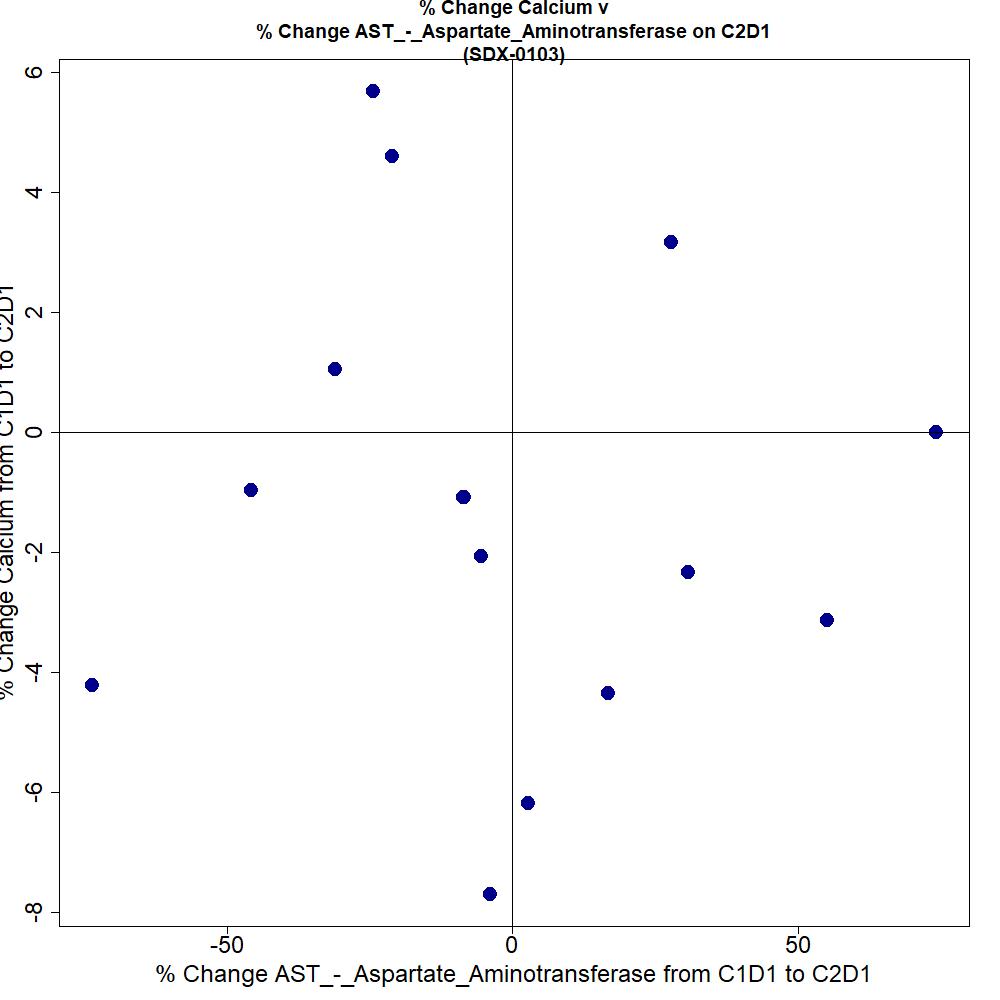 % Change Calcium v
% Change AST_-_Aspartate_Aminotransferase on C2D1
(SDX-0103)
% Change Calcium from C1D1 to C2D1
6
4
2
0
-2
-4
-6
-8
-50
0
50
% Change AST_-_Aspartate_Aminotransferase from C1D1 to C2D1